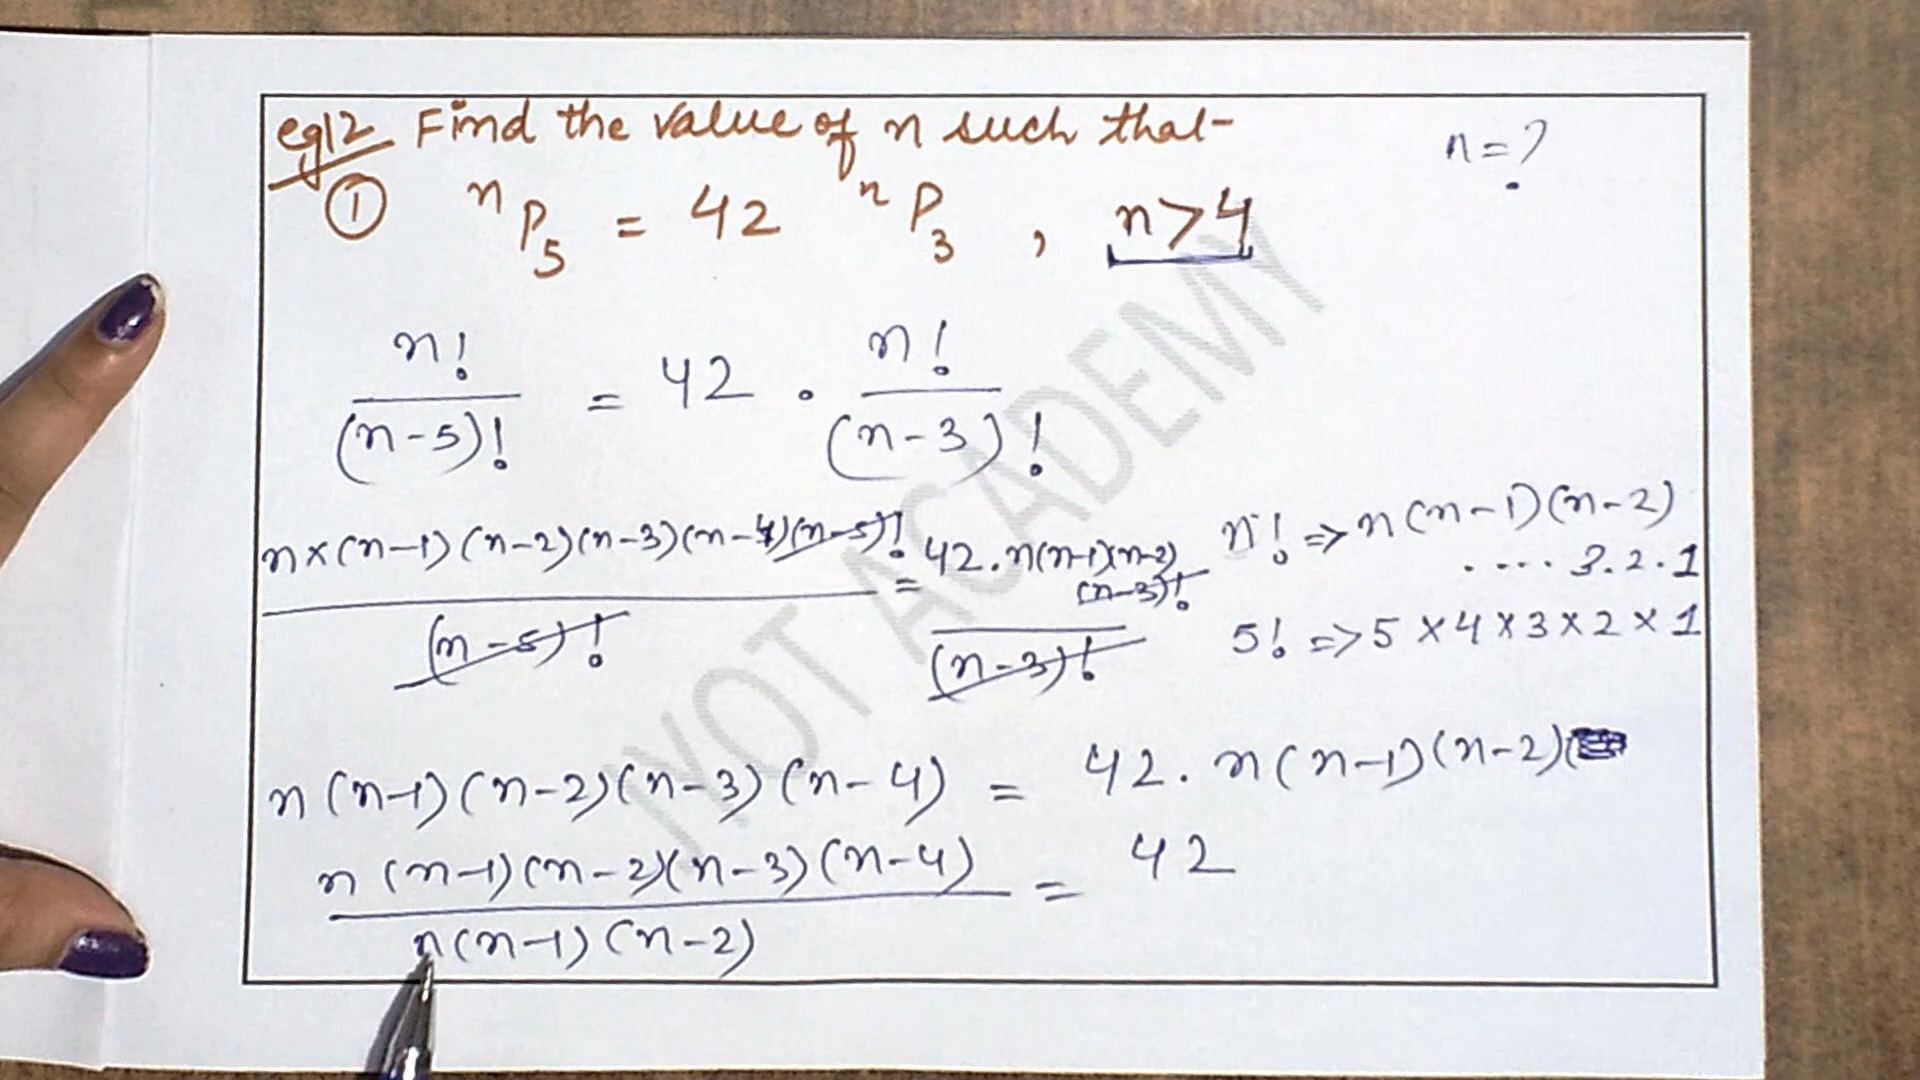 eg12 Find the value of n such that-
n = ?
① ⁿP₅ = 42 ⁿP₃ , n>4
n! / (n-5)! = 42 . n! / (n-3)!
n×(n-1)(n-2)(n-3)(n-4)(n-5)! / (n-5)! = 42.n(n-1)(n-2)(n-3)! / (n-3)!
n! => n(n-1)(n-2)
.... 3.2.1
5! => 5×4×3×2×1
n(n-1)(n-2)(n-3)(n-4) = 42. n(n-1)(n-2)
n(n-1)(n-2)(n-3)(n-4) / n(n-1)(n-2) = 42